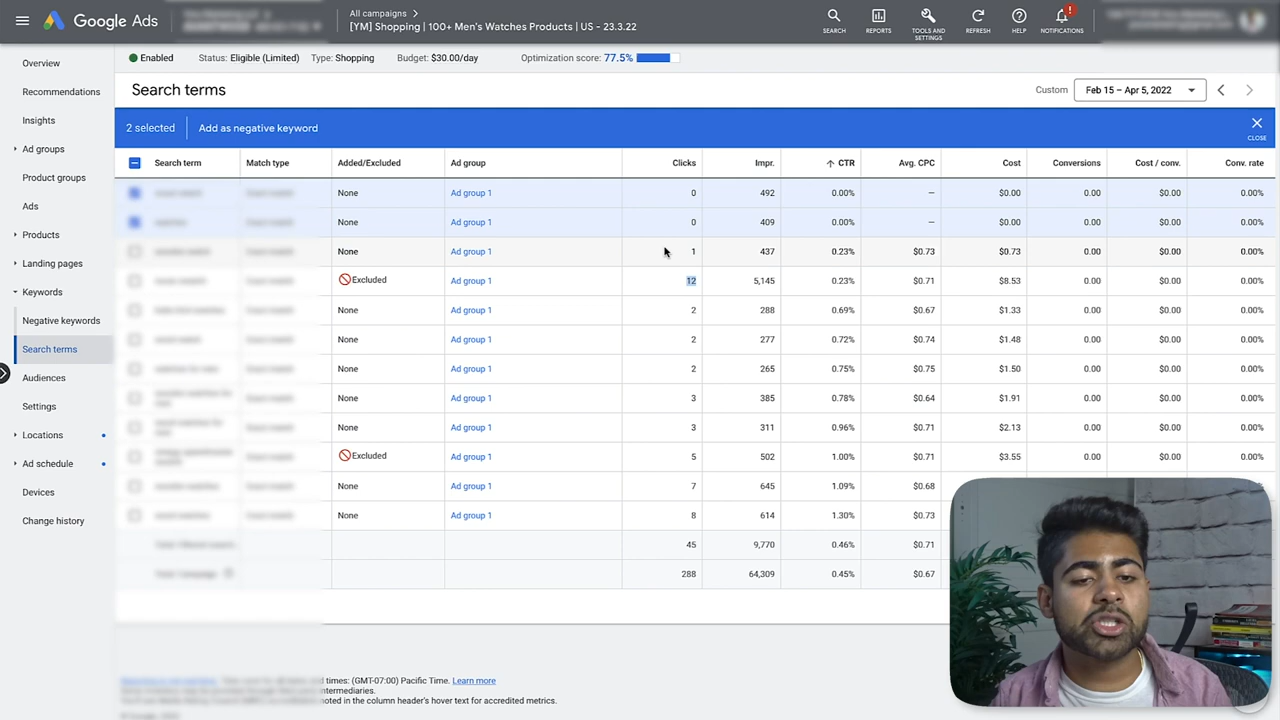 Google Ads
All campaigns
[YM] Shopping | 100+ Men's Watches Products | US - 23.3.22
SEARCH
REPORTS
TOOLS AND SETTINGS
REFRESH
HELP
!
NOTIFICATIONS
Overview
Recommendations
Insights
Ad groups
Product groups
Ads
Products
Landing pages
Keywords
Negative keywords
Search terms
Audiences
Settings
Locations
Ad schedule
Devices
Change history
Enabled Status: Eligible (Limited) Type: Shopping Budget: $30.00/day Optimization score: 77.5%
Search terms
Custom Feb 15 – Apr 5, 2022
2 selected Add as negative keyword
CLOSE
Search term Match type Added/Excluded Ad group Clicks Impr. CTR Avg. CPC Cost Conversions Cost / conv. Conv. rate
None Ad group 1 0 492 0.00% — $0.00 0.00 $0.00 0.00%
None Ad group 1 0 409 0.00% — $0.00 0.00 $0.00 0.00%
None Ad group 1 1 437 0.23% $0.73 $0.73 0.00 $0.00 0.00%
Excluded Ad group 1 12 5,145 0.23% $0.71 $8.53 0.00 $0.00 0.00%
None Ad group 1 2 288 0.69% $0.67 $1.33 0.00 $0.00 0.00%
None Ad group 1 2 277 0.72% $0.74 $1.48 0.00 $0.00 0.00%
None Ad group 1 2 265 0.75% $0.75 $1.50 0.00 $0.00 0.00%
None Ad group 1 3 385 0.78% $0.64 $1.91 0.00 $0.00 0.00%
None Ad group 1 3 311 0.96% $0.71 $2.13 0.00 $0.00 0.00%
Excluded Ad group 1 5 502 1.00% $0.71 $3.55 0.00 $0.00 0.00%
None Ad group 1 7 645 1.09% $0.68
None Ad group 1 8 614 1.30% $0.73
45 9,770 0.46% $0.71
288 64,309 0.45% $0.67
times: (GMT-07:00) Pacific Time. Learn more
intermediaries.
noted in the column header's hover text for accredited metrics.